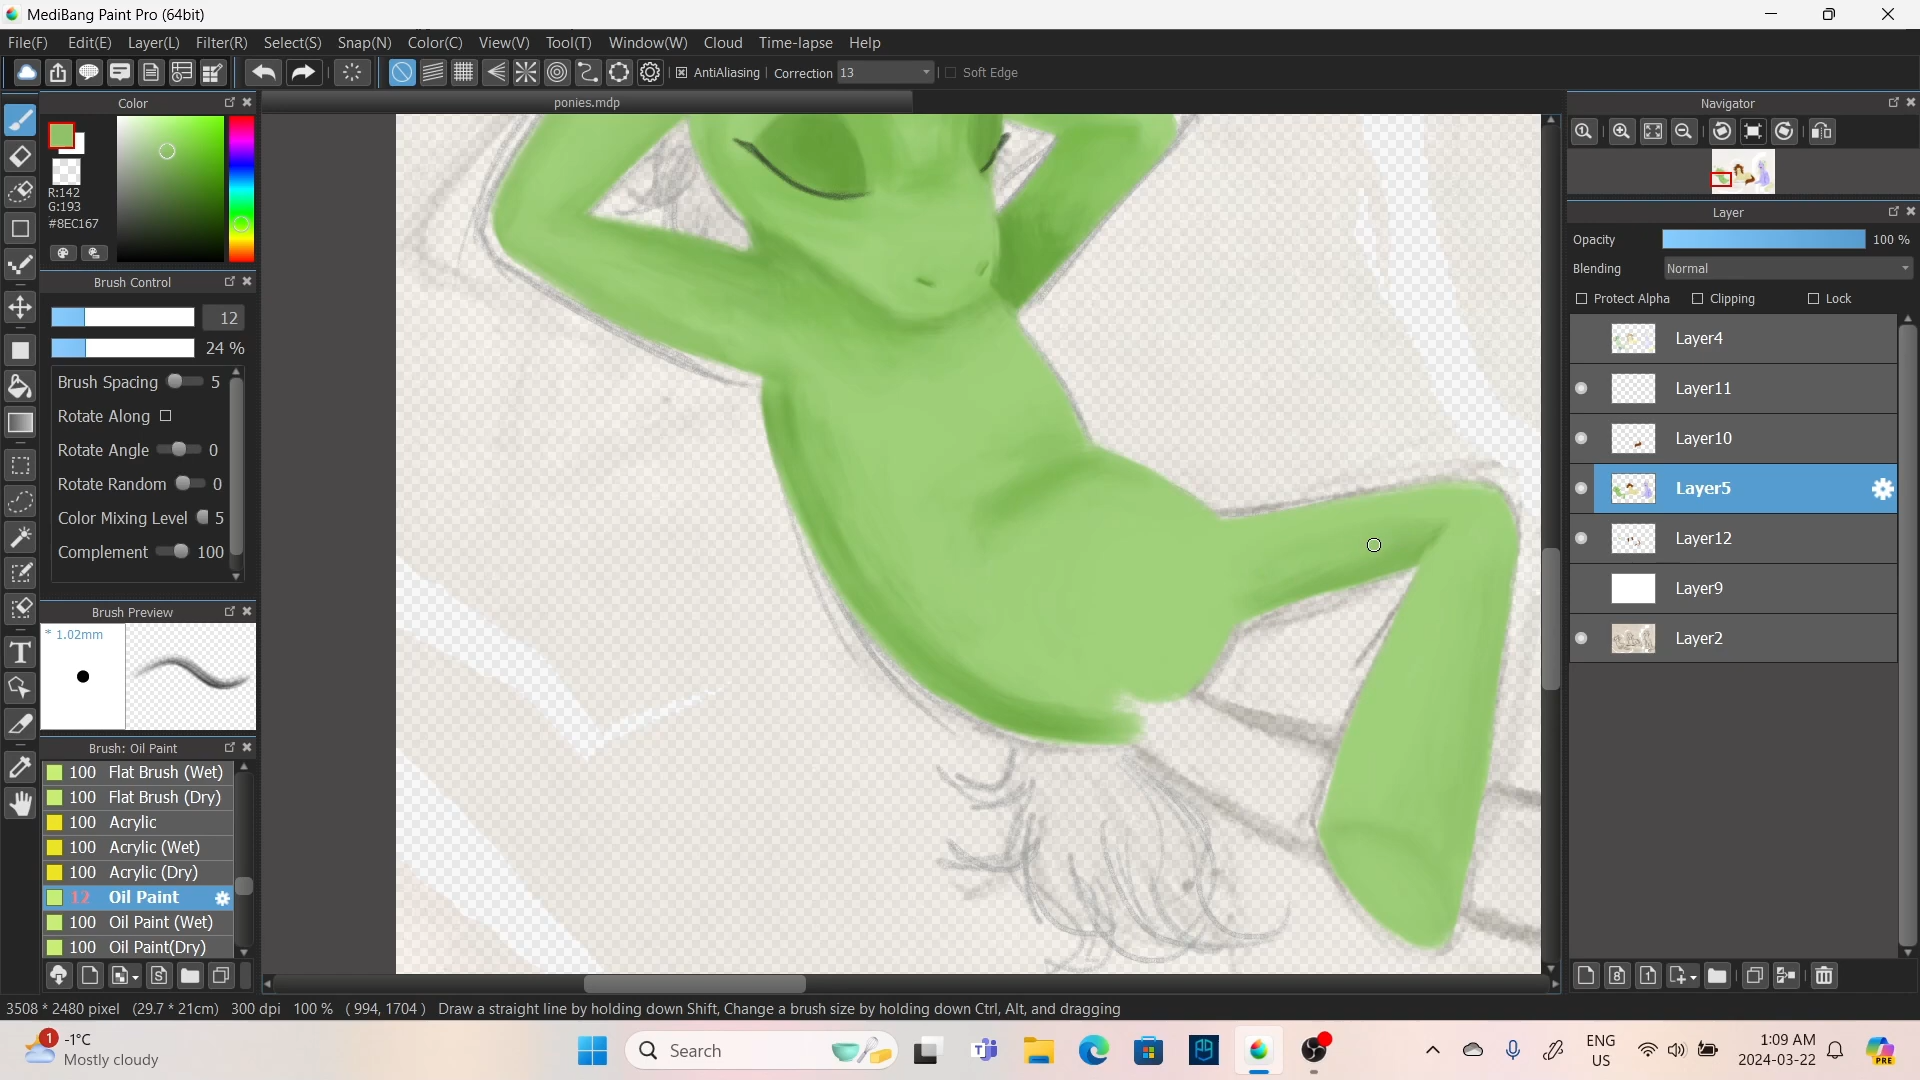 MediBang Paint Pro (64bit)
File(F) Edit(E) Layer(L) Filter(R) Select(S) Snap(N) Color(C) View(V) Tool(T) Window(W) Cloud Time-lapse Help
AntiAliasing Correction 13 Soft Edge
Color
ponies.mdp
Navigator
R:142
G:193
#8EC167
Layer
Opacity 100 %
Blending Normal
Protect Alpha Clipping Lock
Brush Control
12
24 %
Brush Spacing 5
Rotate Along
Rotate Angle 0
Rotate Random 0
Color Mixing Level 5
Complement 100
Layer4
Layer11
Layer10
Layer5
Layer12
Layer9
Layer2
Brush Preview
* 1.02mm
Brush: Oil Paint
100 Flat Brush (Wet)
100 Flat Brush (Dry)
100 Acrylic
100 Acrylic (Wet)
100 Acrylic (Dry)
12 Oil Paint
100 Oil Paint (Wet)
100 Oil Paint(Dry)
3508 * 2480 pixel (29.7 * 21cm) 300 dpi 100 % ( 994, 1704 ) Draw a straight line by holding down Shift, Change a brush size by holding down Ctrl, Alt, and dragging
1
-1°C
Mostly cloudy
Search
ENG
US
1:09 AM
2024-03-22
PRE